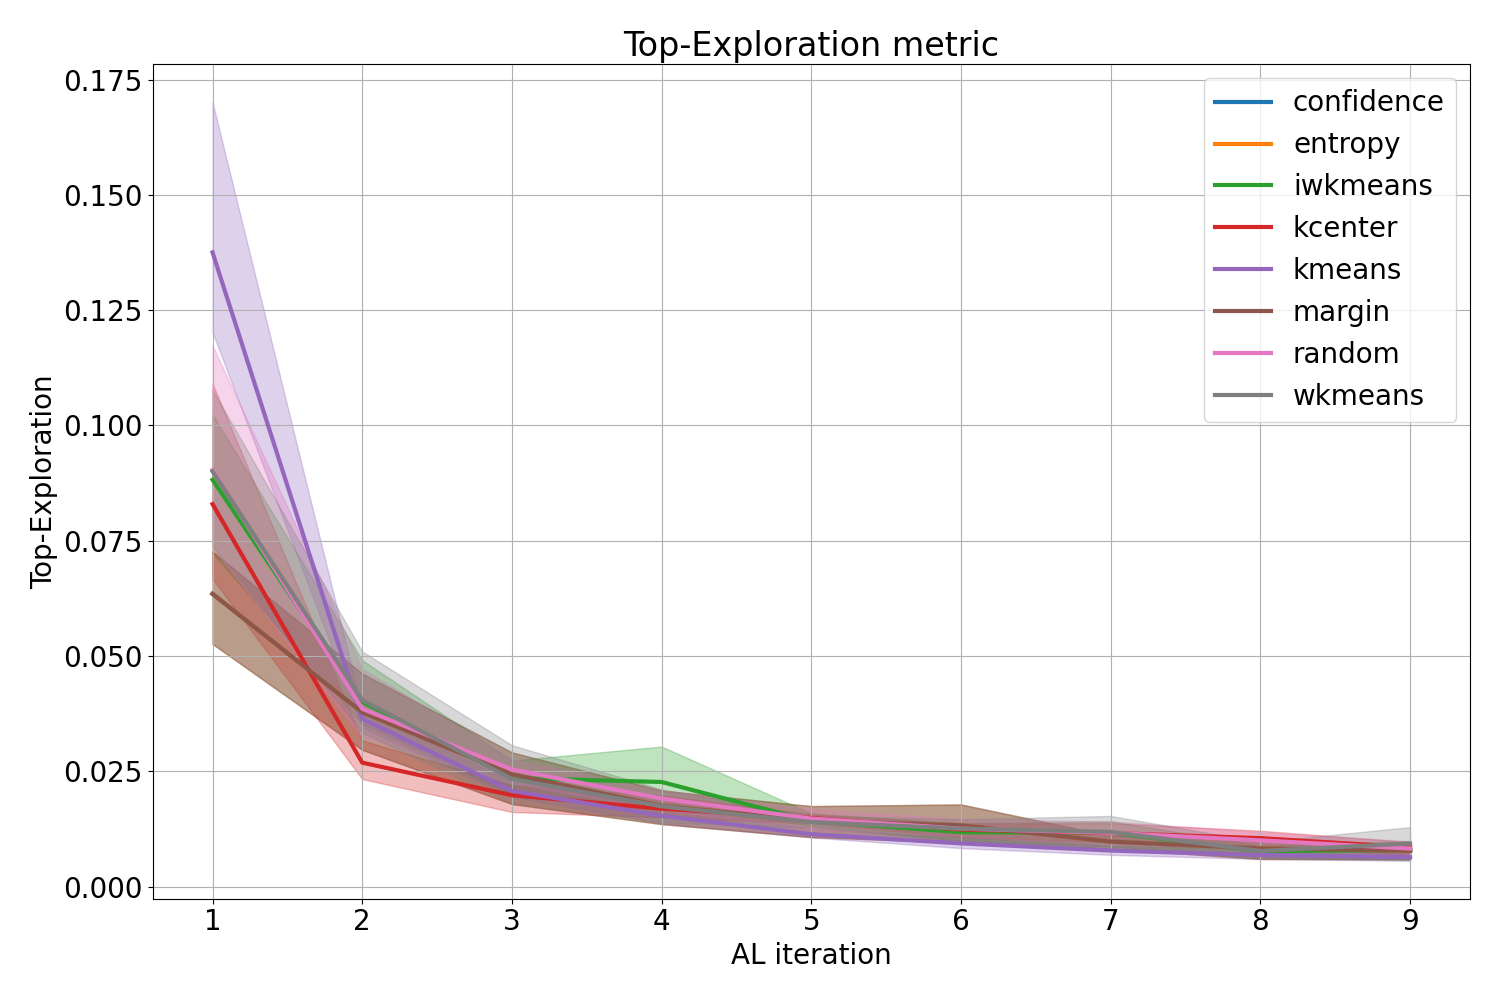 Top-Exploration metric
0.175
0.150
0.125
0.100
0.075
0.050
0.025
0.000
Top-Exploration
confidence
entropy
iwkmeans
kcenter
kmeans
margin
random
wkmeans
1 2 3 4 5 6 7 8 9
AL iteration